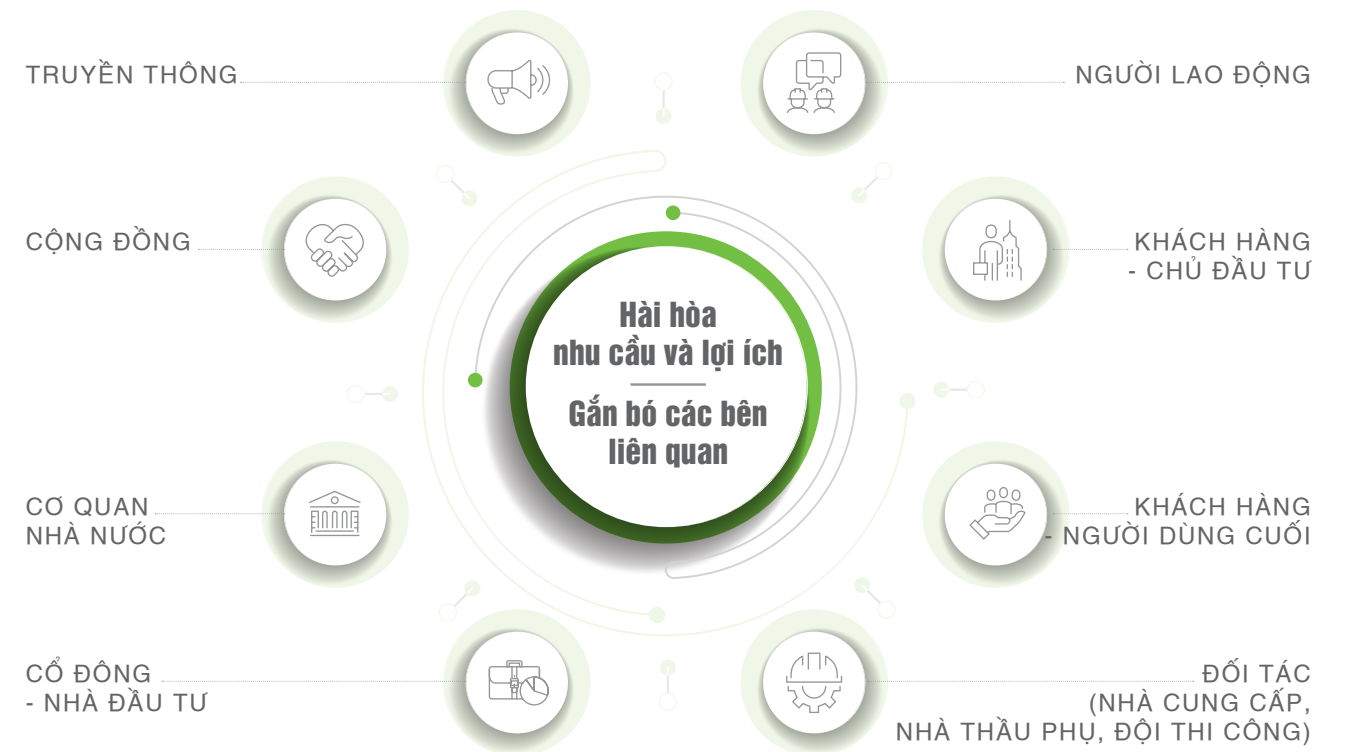 TRUYỀN THÔNG
NGƯỜI LAO ĐỘNG
CỘNG ĐỒNG
KHÁCH HÀNG
- CHỦ ĐẦU TƯ
Hài hòa
nhu cầu và lợi ích
Gắn bó các bên
liên quan
CƠ QUAN
NHÀ NƯỚC
KHÁCH HÀNG
- NGƯỜI DÙNG CUỐI
CỔ ĐÔNG
- NHÀ ĐẦU TƯ
ĐỐI TÁC
(NHÀ CUNG CẤP,
NHÀ THẦU PHỤ, ĐỘI THI CÔNG)